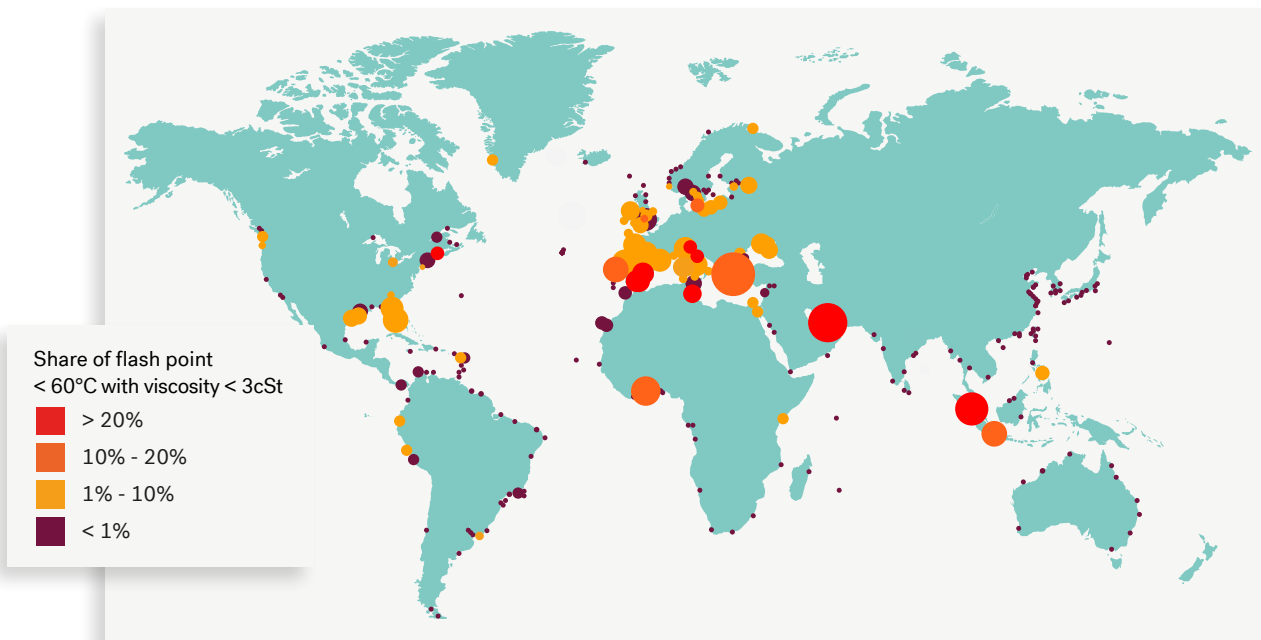 Share of flash point
< 60°C with viscosity < 3cSt
> 20%
10% - 20%
1% - 10%
< 1%